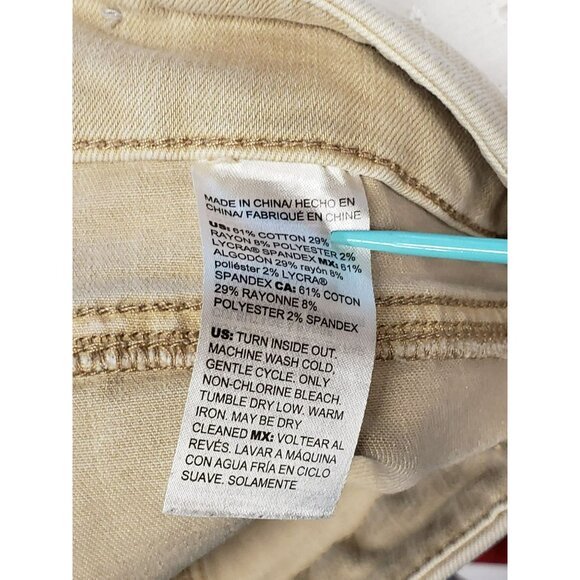 MADE IN CHINA/ HECHO EN
CHINA/ FABRIQUÉ EN CHINE
US: 61% COTTON 29%
RAYON 8% POLYESTER 2%
LYCRA® SPANDEX MX: 61%
ALGODÓN 29% rayón 8%
poliéster 2% LYCRA®
SPANDEX CA: 61% COTON
29% RAYONNE 8%
POLYESTER 2% SPANDEX
US: TURN INSIDE OUT.
MACHINE WASH COLD,
GENTLE CYCLE. ONLY
NON-CHLORINE BLEACH.
TUMBLE DRY LOW. WARM
IRON. MAY BE DRY
CLEANED MX: VOLTEAR AL
REVÉS. LAVAR A MÁQUINA
CON AGUA FRÍA EN CICLO
SUAVE. SOLAMENTE